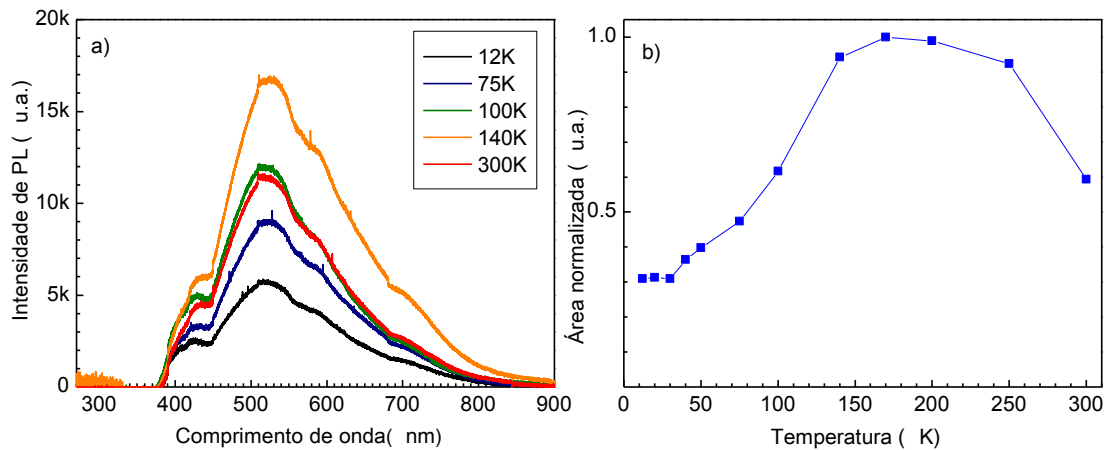 a)
Intensidade de PL ( u.a.)
20k
15k
10k
5k
0
12K
75K
100K
140K
300K
300 400 500 600 700 800 900
Comprimento de onda( nm)
b)
Área normalizada ( u.a.)
1.0
0.5
0 50 100 150 200 250 300
Temperatura ( K)